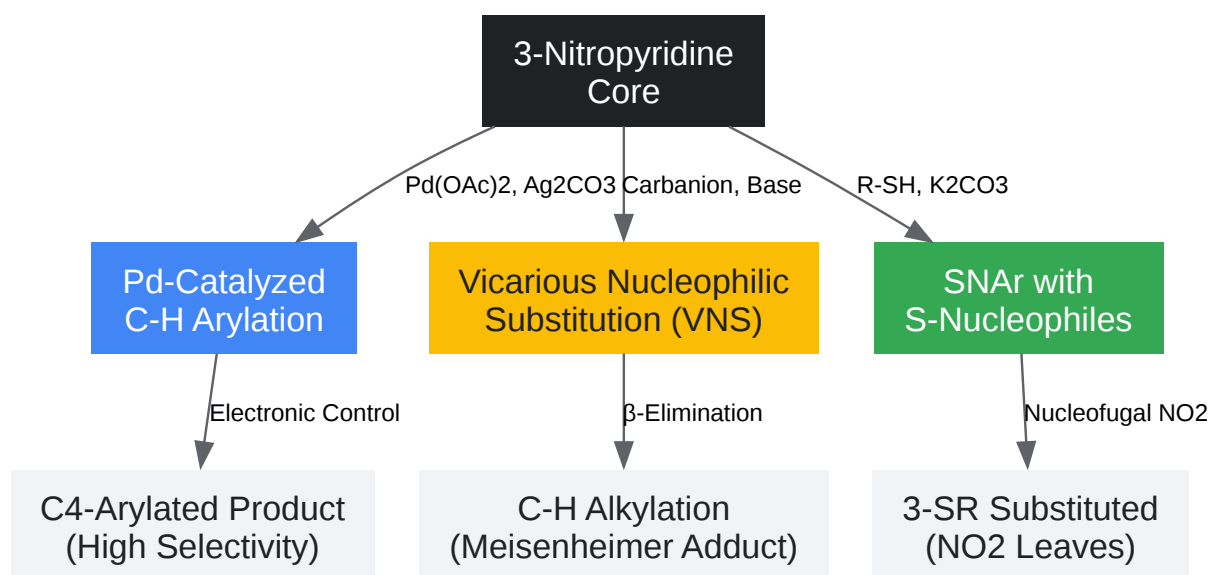 3-Nitropyridine
Core
Pd(OAc)2, Ag2CO3
Carbanion, Base
R-SH, K2CO3
Pd-Catalyzed
C-H Arylation
Vicarious Nucleophilic
Substitution (VNS)
SNAr with
S-Nucleophiles
Electronic Control
β-Elimination
Nucleofugal NO2
C4-Arylated Product
(High Selectivity)
C-H Alkylation
(Meisenheimer Adduct)
3-SR Substituted
(NO2 Leaves)